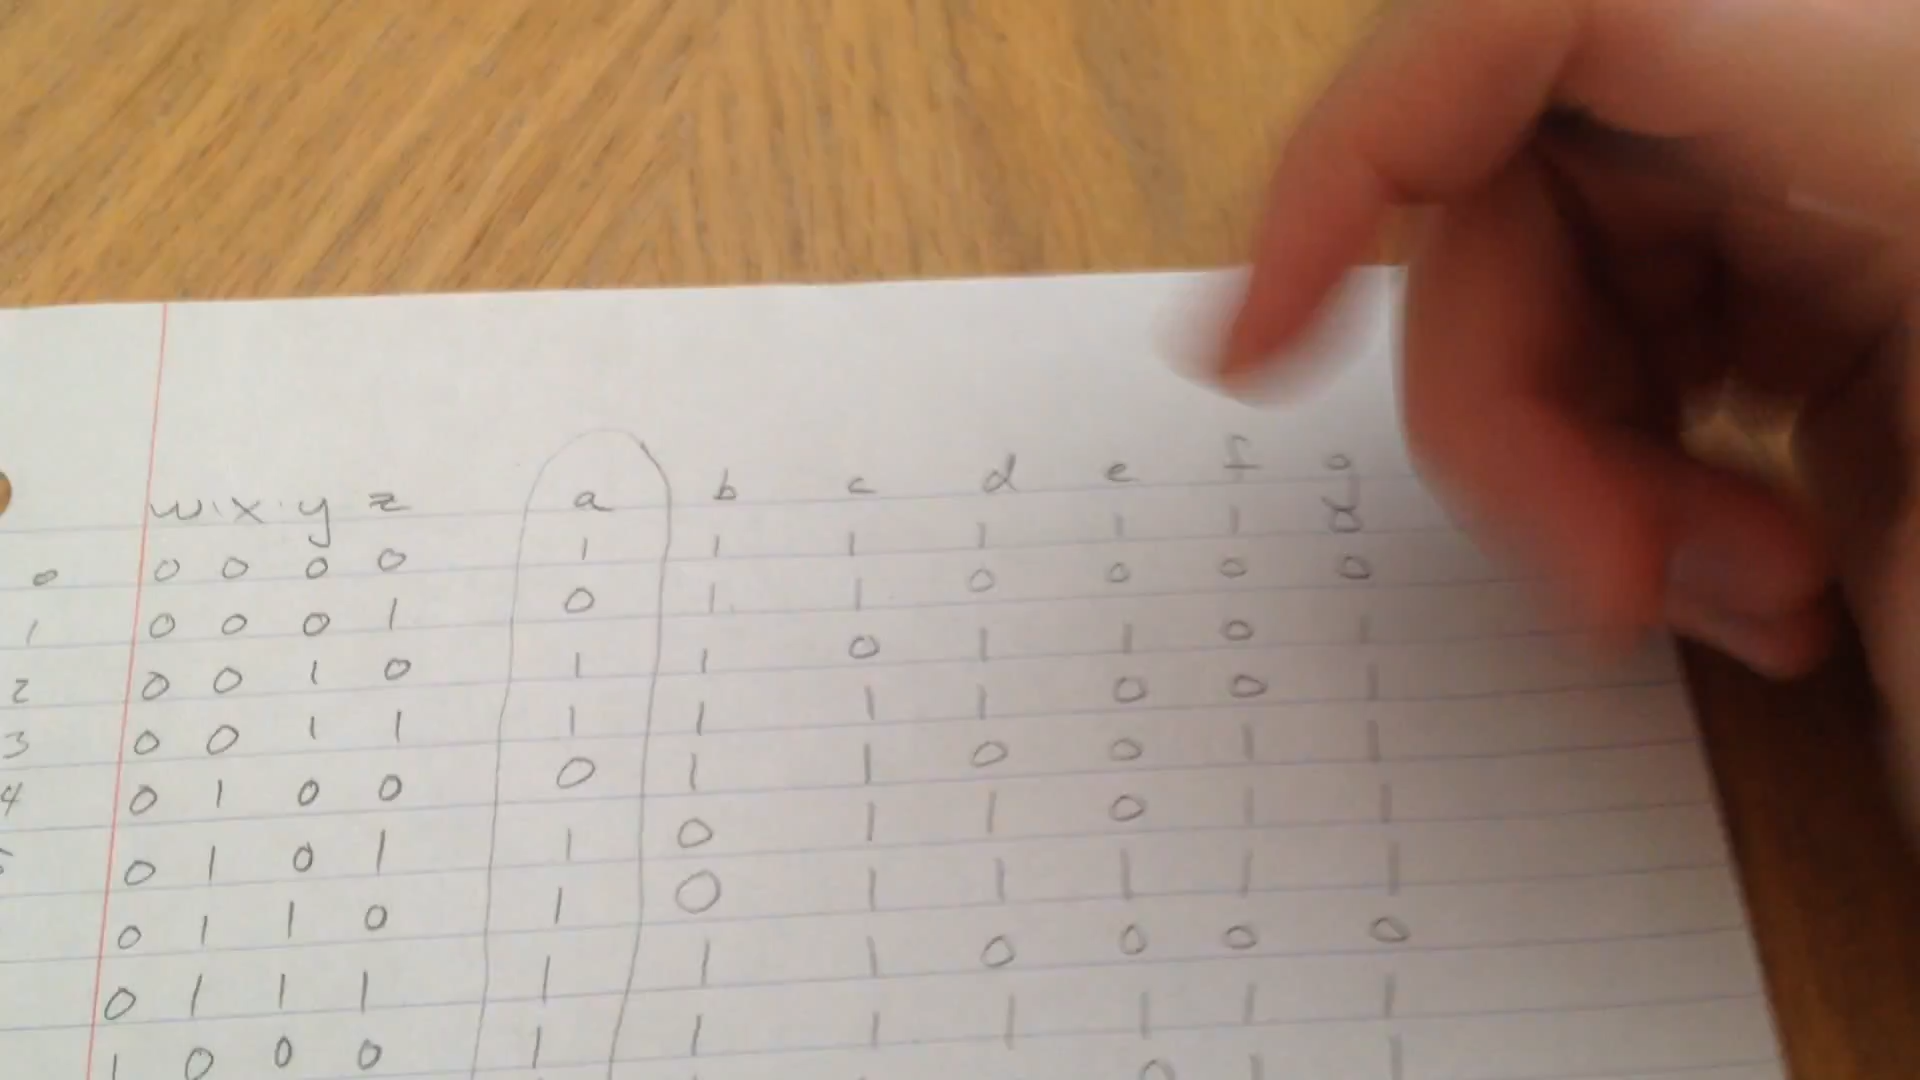 w x y z a b c d e f g
0 0 0 0 0 1 1 1 1 1 1 0
1 0 0 0 1 0 1 1 0 0 0 0
2 0 0 1 0 1 1 0 1 1 0 1
3 0 0 1 1 1 1 1 1 0 0 1
4 0 1 0 0 0 1 1 0 0 1 1
0 1 0 1 1 0 1 1 0 1 1
0 1 1 0 1 0 1 1 1 1 1
0 1 1 1 1 1 1 0 0 0 0
1 0 0 0 1 1 1 1 1 1 1